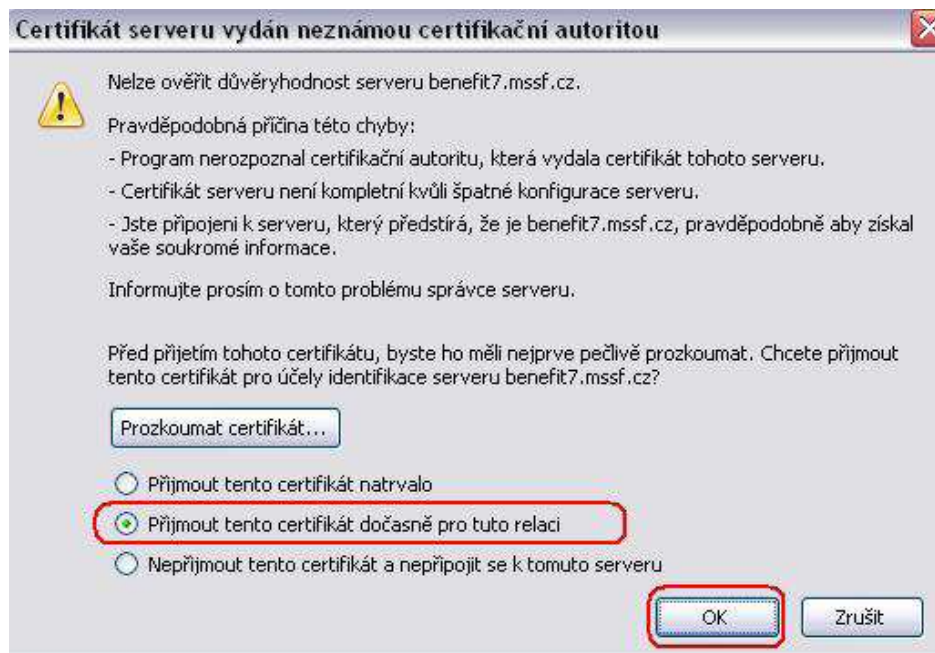 Certifikát serveru vydán neznámou certifikační autoritou
Nelze ověřit důvěryhodnost serveru benefit7.mssf.cz.
Pravděpodobná příčina této chyby:
- Program nerozpoznal certifikační autoritu, která vydala certifikát tohoto serveru.
- Certifikát serveru není kompletní kvůli špatné konfigurace serveru.
- Jste připojeni k serveru, který předstírá, že je benefit7.mssf.cz, pravděpodobně aby získal
vaše soukromé informace.
Informujte prosím o tomto problému správce serveru.
Před přijetím tohoto certifikátu, byste ho měli nejprve pečlivě prozkoumat. Chcete přijmout
tento certifikát pro účely identifikace serveru benefit7.mssf.cz?
Prozkoumat certifikát...
Přijmout tento certifikát natrvalo
Přijmout tento certifikát dočasně pro tuto relaci
Nepřijmout tento certifikát a nepřipojit se k tomuto serveru
OK
Zrušit